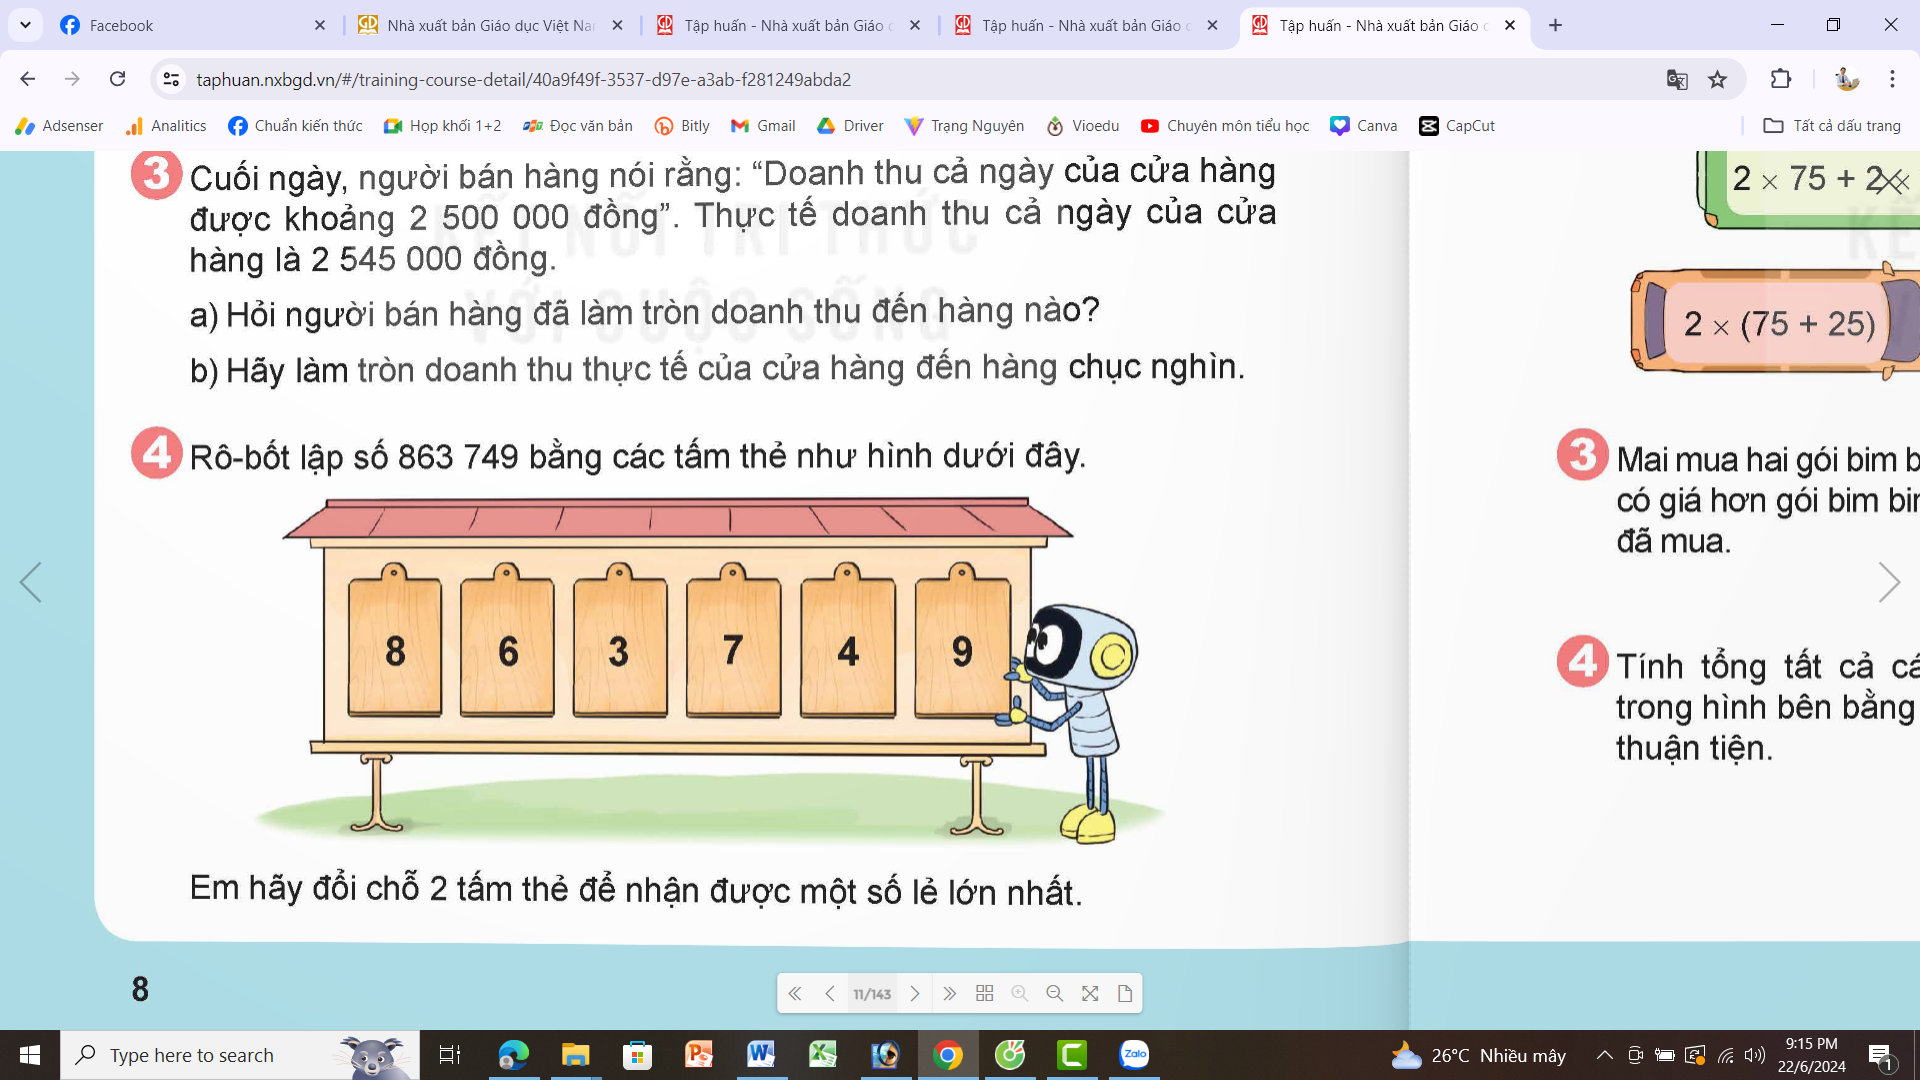 Facebook
Nhà xuất bản Giáo dục Việt Na
Tập huấn - Nhà xuất bản Giáo
Tập huấn - Nhà xuất bản Giáo
Tập huấn - Nhà xuất bản Giáo
taphuan.nxbgd.vn/#/training-course-detail/40a9f49f-3537-d97e-a3ab-f281249abda2
Adsenser
Analitics
Chuẩn kiến thức
Họp khối 1+2
Đọc văn bản
Bitly
Gmail
Driver
Trạng Nguyên
Vioedu
Chuyên môn tiểu học
Canva
CapCut
Tất cả dấu trang
3 Cuối ngày, người bán hàng nói rằng: “Doanh thu cả ngày của cửa hàng
được khoảng 2 500 000 đồng”. Thực tế doanh thu cả ngày của cửa
hàng là 2 545 000 đồng.
a) Hỏi người bán hàng đã làm tròn doanh thu đến hàng nào?
b) Hãy làm tròn doanh thu thực tế của cửa hàng đến hàng chục nghìn.
KẾT NỐI TRI THỨC
VỚI CUỘC SỐNG
4 Rô-bốt lập số 863 749 bằng các tấm thẻ như hình dưới đây.
8 6 3 7 4 9
Em hãy đổi chỗ 2 tấm thẻ để nhận được một số lẻ lớn nhất.
8
2 × 75 + 2 ×
KẾ
2 × (75 + 25)
3 Mai mua hai gói bim b
có giá hơn gói bim bin
đã mua.
4 Tính tổng tất cả cá
trong hình bên bằng
thuận tiện.
11/143
Type here to search
Zalo
26°C Nhiều mây
9:15 PM
22/6/2024
1